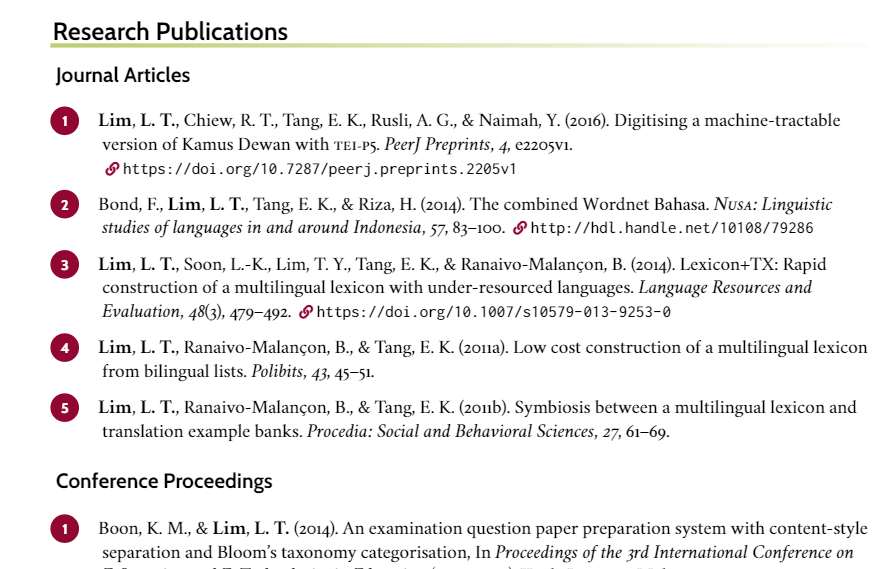 Research Publications
Journal Articles
1 Lim, L. T., Chiew, R. T., Tang, E. K., Rusli, A. G., & Naimah, Y. (2016). Digitising a machine-tractable
version of Kamus Dewan with TEI-P5. PeerJ Preprints, 4, e2205v1.
https://doi.org/10.7287/peerj.preprints.2205v1
2 Bond, F., Lim, L. T., Tang, E. K., & Riza, H. (2014). The combined Wordnet Bahasa. NUSA: Linguistic
studies of languages in and around Indonesia, 57, 83–100. http://hdl.handle.net/10108/79286
3 Lim, L. T., Soon, L.-K., Lim, T. Y., Tang, E. K., & Ranaivo-Malançon, B. (2014). Lexicon+TX: Rapid
construction of a multilingual lexicon with under-resourced languages. Language Resources and
Evaluation, 48(3), 479–492. https://doi.org/10.1007/s10579-013-9253-0
4 Lim, L. T., Ranaivo-Malançon, B., & Tang, E. K. (2011a). Low cost construction of a multilingual lexicon
from bilingual lists. Polibits, 43, 45–51.
5 Lim, L. T., Ranaivo-Malançon, B., & Tang, E. K. (2011b). Symbiosis between a multilingual lexicon and
translation example banks. Procedia: Social and Behavioral Sciences, 27, 61–69.
Conference Proceedings
1 Boon, K. M., & Lim, L. T. (2014). An examination question paper preparation system with content-style
separation and Bloom's taxonomy categorisation, In Proceedings of the 3rd International Conference on